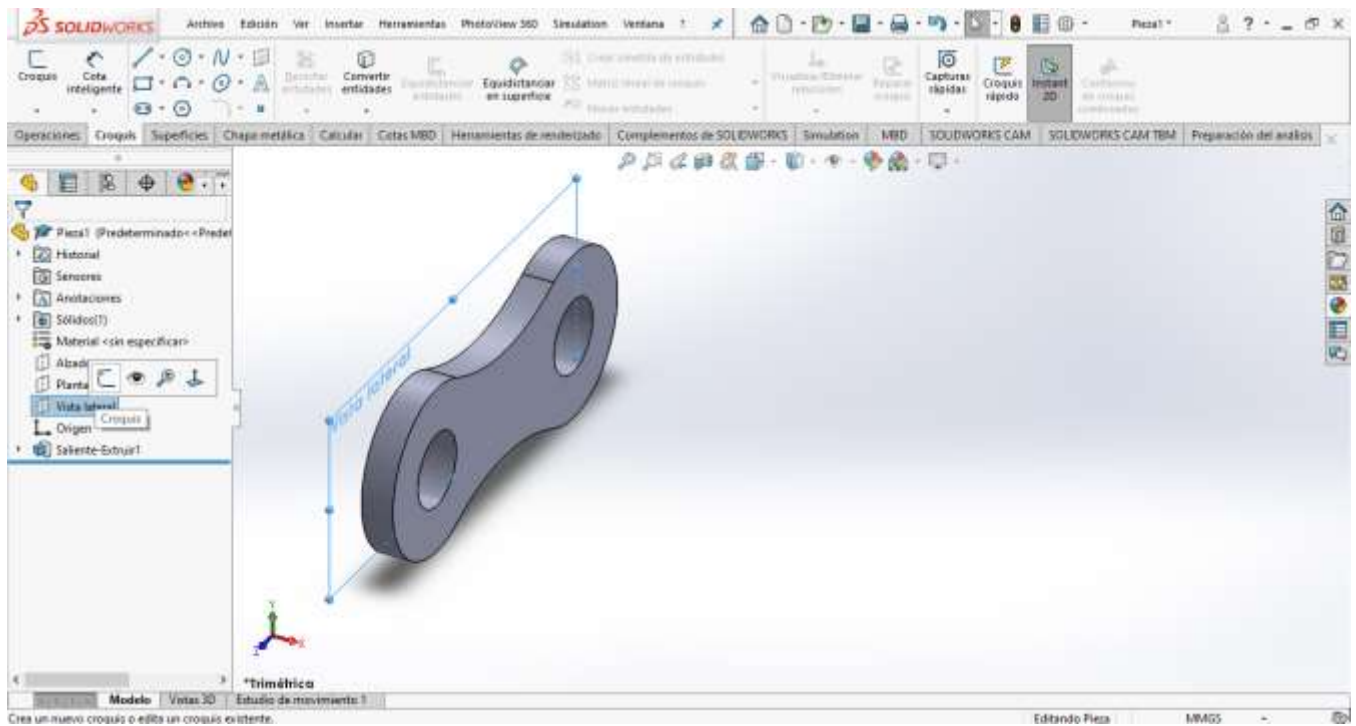 SOLIDWORKS Archivo Edición Ver Insertar Herramientas PhotoView 360 Simulation Ventana ? Pieza1 *
Croquis
Cota inteligente
Convertir entidades
Equidistanciar en superficie
Capturas rápidas
Croquis rápido
Instant 2D
Operaciones Croquis Superficies Chapa metálica Calcular Cotas MBD Herramientas de renderizado Complementos de SOLIDWORKS Simulation MBD SOLIDWORKS CAM SOLIDWORKS CAM TBM Preparación del análisis
Pieza1 (Predeterminado<<Predet
Historial
Sensores
Anotaciones
Sólidos(1)
Material <sin especificar>
Alzad
Planta
Vista lateral
Croquis
Origen
Saliente-Extruir1
Vista lateral
Y
X
Z
*Trimétrica
Modelo Vistas 3D Estudio de movimiento 1
Crea un nuevo croquis o edita un croquis existente. Editando Pieza MMGS